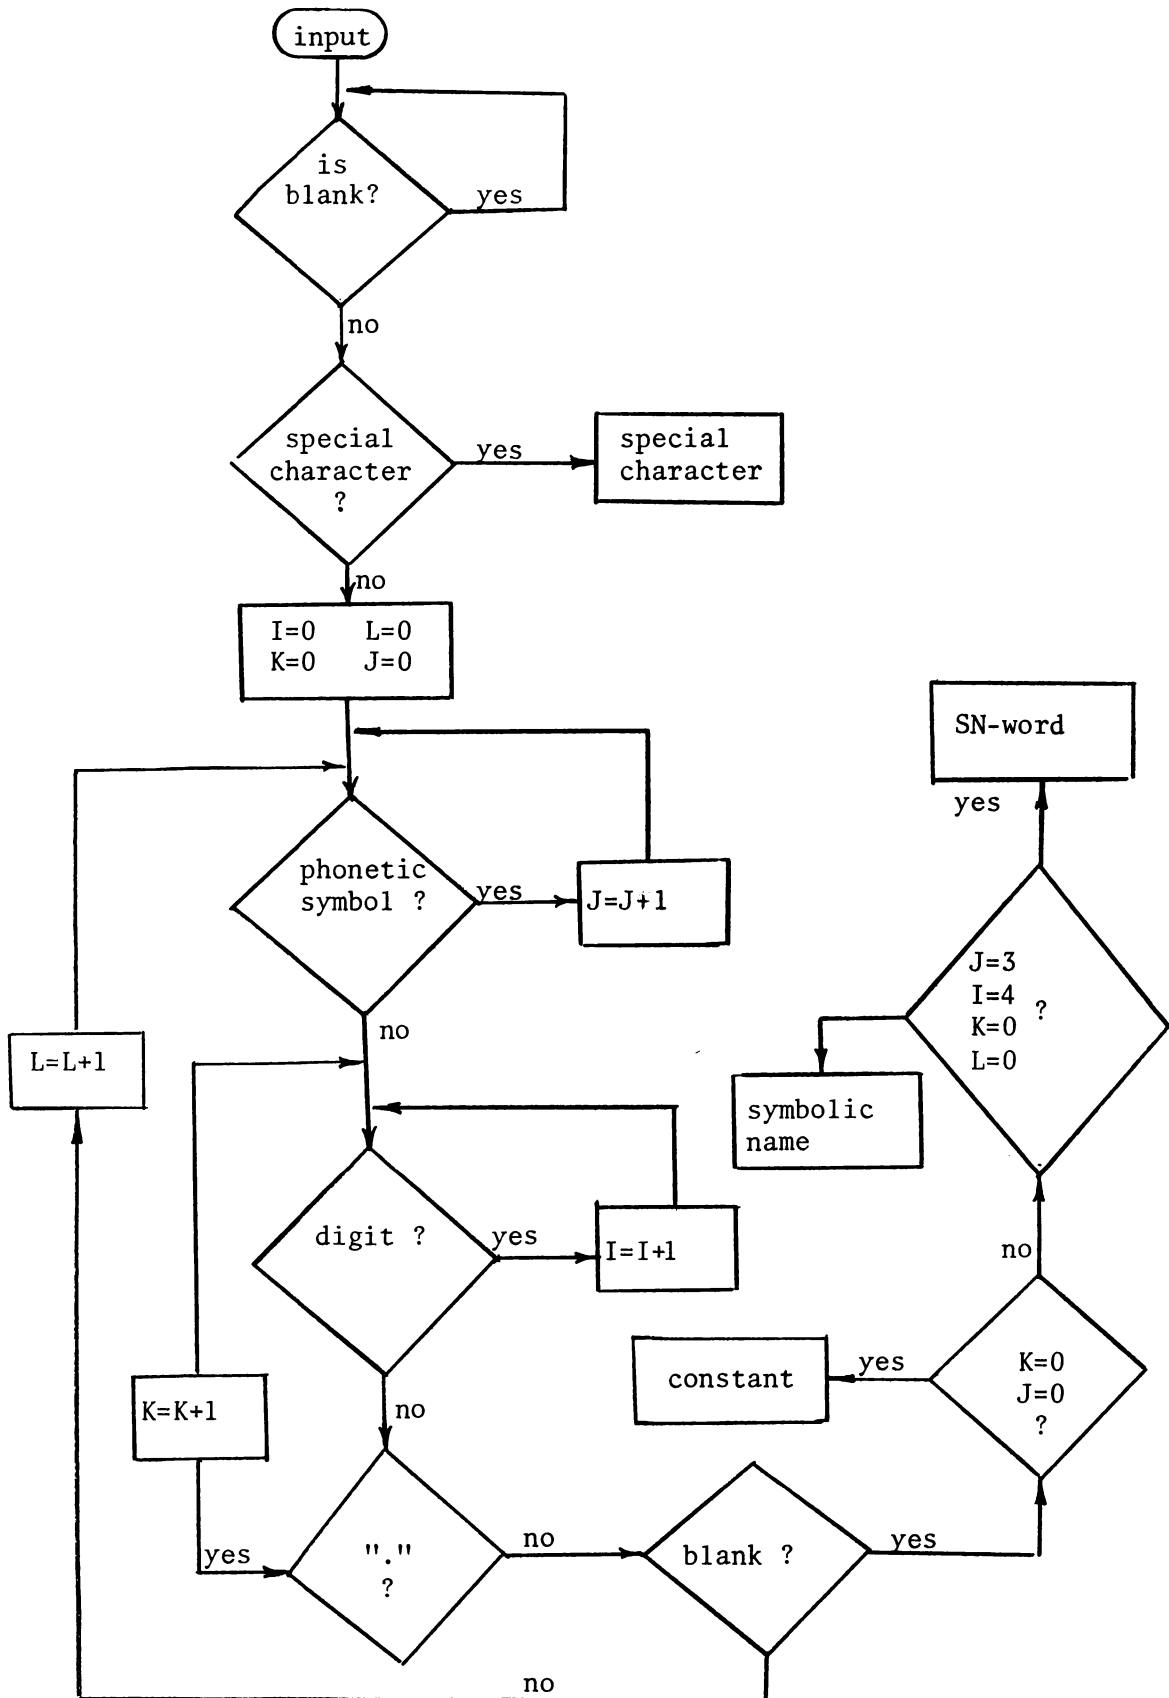 input
is
blank?
yes
no
special
character
?
yes
special
character
no
I=0 L=0
K=0 J=0
phonetic
symbol ?
yes
J=J+1
no
L=L+1
digit ?
yes
I=I+1
no
K=K+1
yes
"."
?
no
blank ?
yes
no
K=0
J=0
?
yes
constant
no
J=3
I=4
K=0
L=0
?
symbolic
name
yes
SN-word